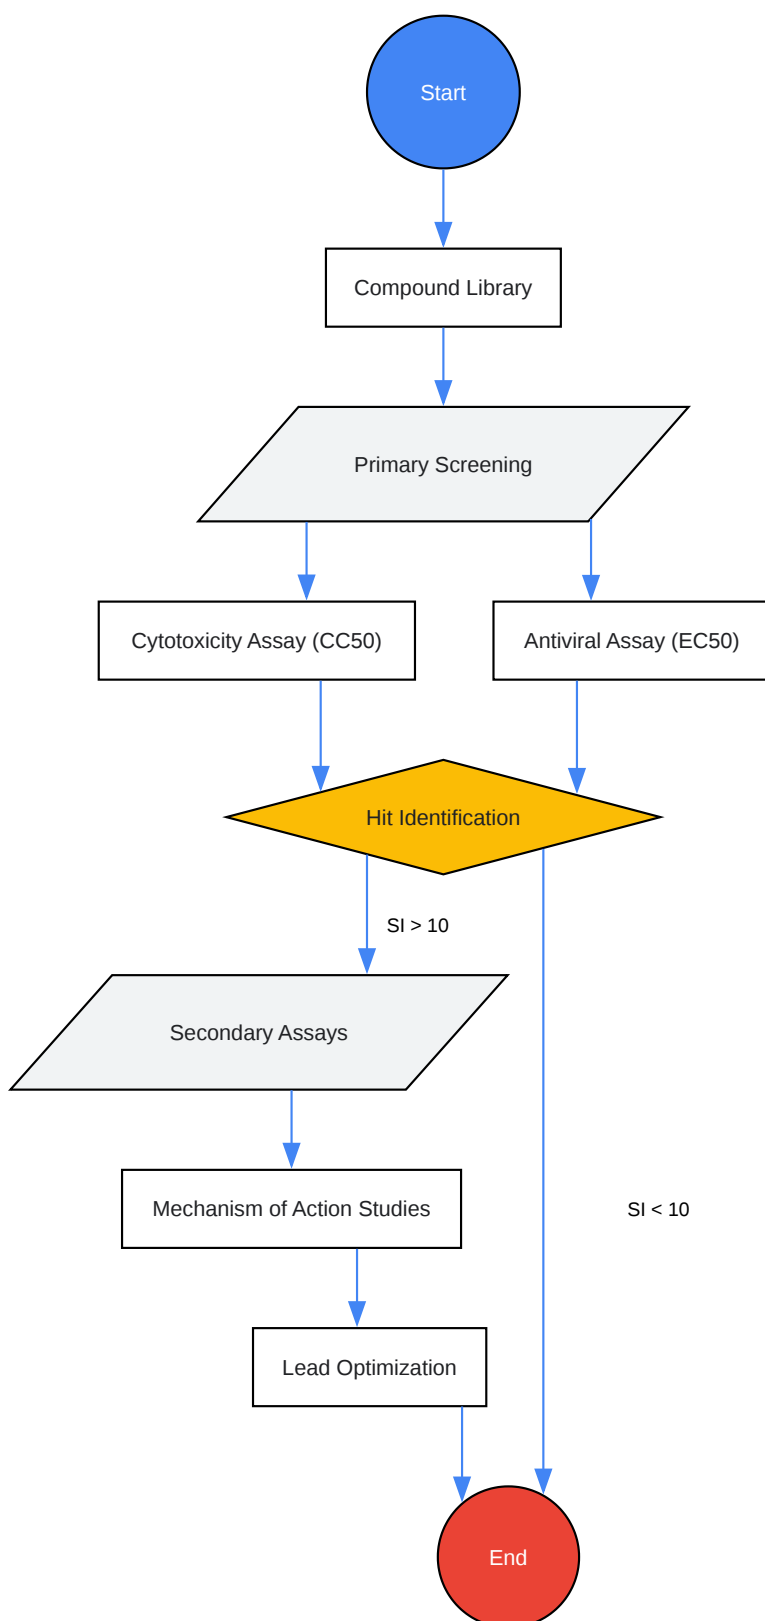 Start
Compound Library
Primary Screening
Cytotoxicity Assay (CC50)
Antiviral Assay (EC50)
Hit Identification
SI > 10
Secondary Assays
Mechanism of Action Studies
SI < 10
Lead Optimization
End